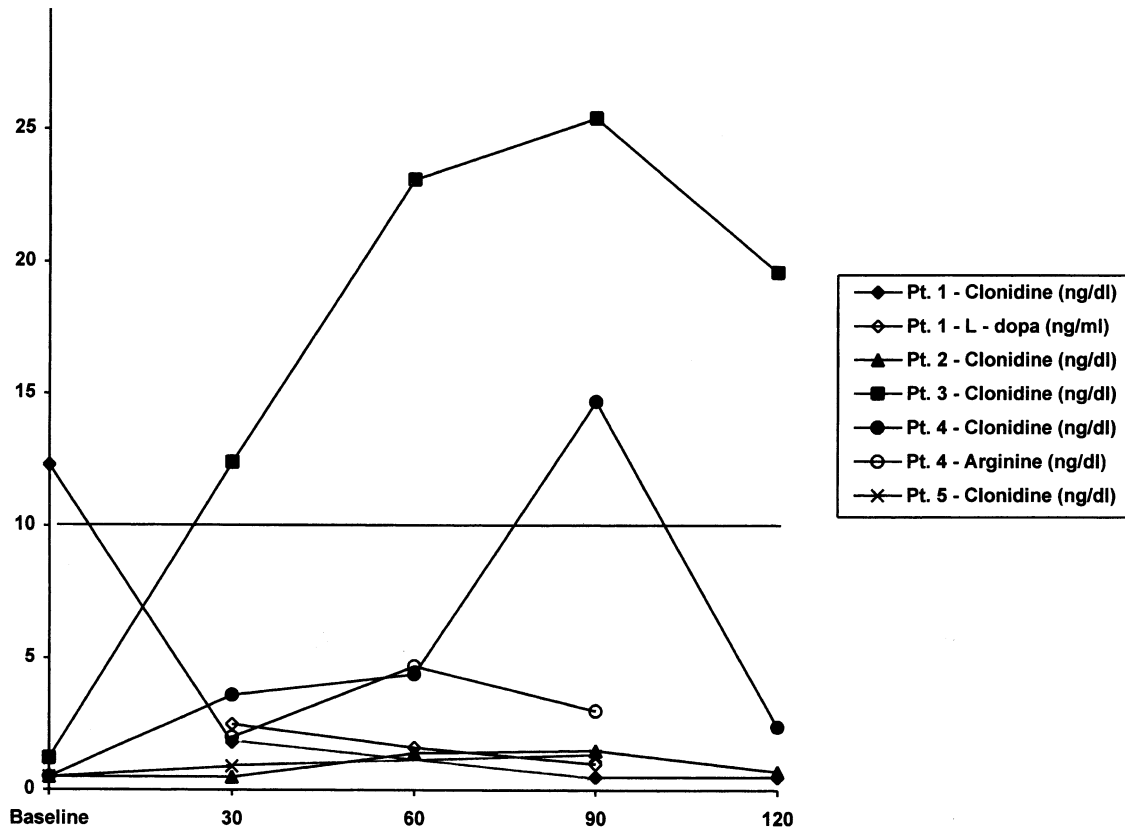 25
20
15
10
5
0
Baseline 30 60 90 120
Pt. 1 - Clonidine (ng/dl)
Pt. 1 - L - dopa (ng/ml)
Pt. 2 - Clonidine (ng/dl)
Pt. 3 - Clonidine (ng/dl)
Pt. 4 - Clonidine (ng/dl)
Pt. 4 - Arginine (ng/dl)
Pt. 5 - Clonidine (ng/dl)